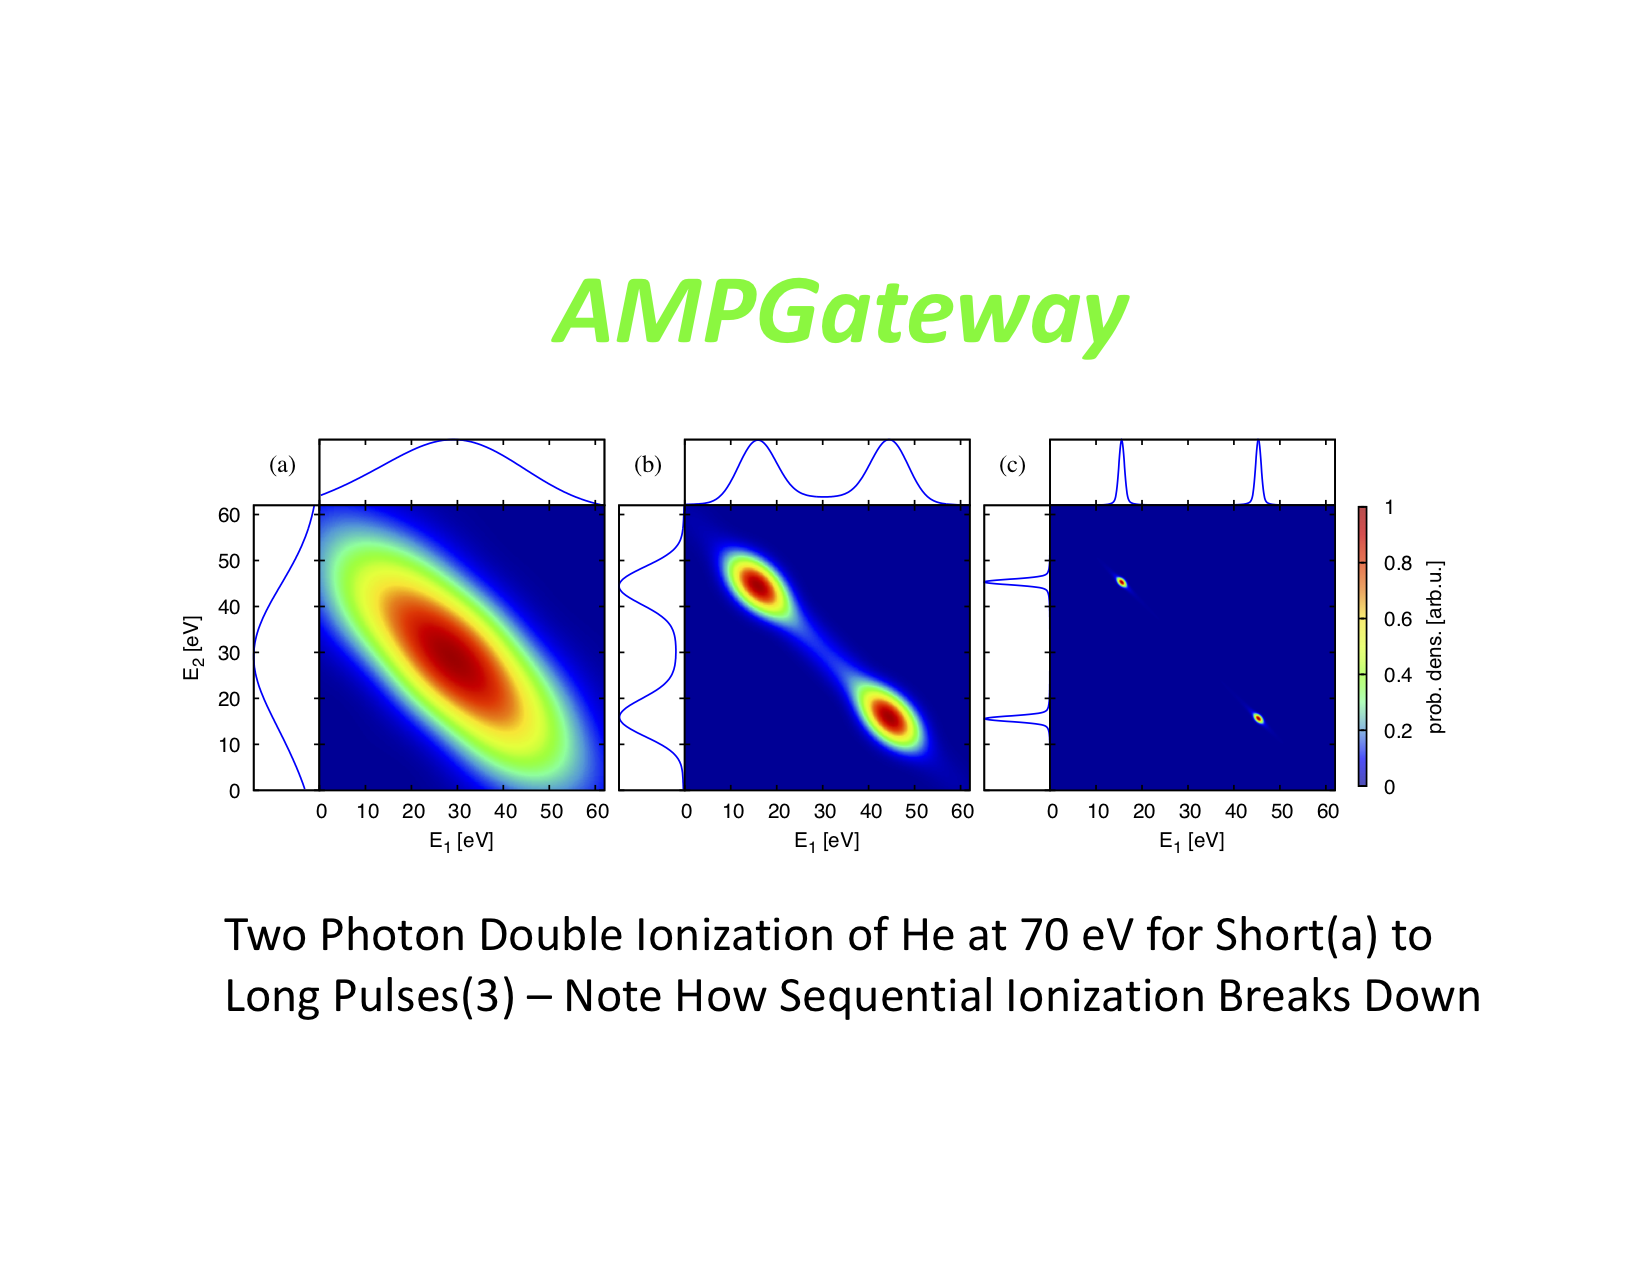 AMPGateway
(a)
(b)
(c)
60
50
40
30
20
10
0
E2 [eV]
0 10 20 30 40 50 60
E1 [eV]
0 10 20 30 40 50 60
E1 [eV]
0 10 20 30 40 50 60
E1 [eV]
1
0.8
0.6
0.4
0.2
0
prob. dens. [arb.u.]
Two Photon Double Ionization of He at 70 eV for Short(a) to
Long Pulses(3) – Note How Sequential Ionization Breaks Down